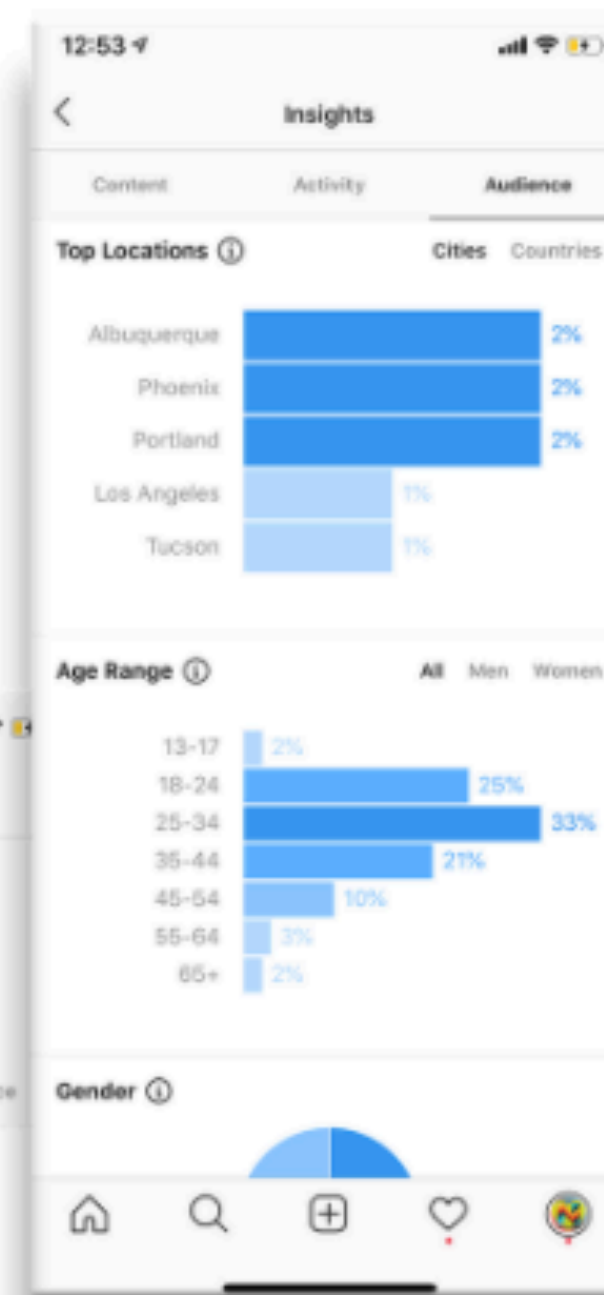 12:53
Insights
Content Activity Audience
Top Locations Cities Countries
Albuquerque 2%
Phoenix 2%
Portland 2%
Los Angeles 1%
Tucson 1%
Age Range All Men Women
13-17 2%
18-24 25%
25-34 33%
35-44 21%
45-54 10%
55-64 3%
65+ 2%
Gender